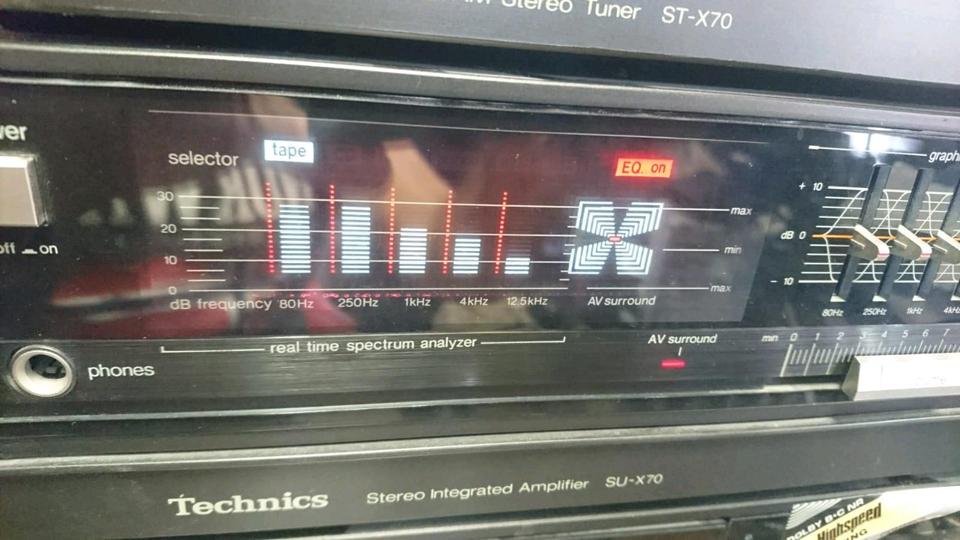 Stereo Tuner ST-X70
selector tape
EQ. on
graphi
30
20
10
0
dB frequency 80Hz 250Hz 1kHz 4kHz 12.5kHz
max
min
max
AV surround
+ 10
dB 0
- 10
80Hz 250Hz 1kHz 4kHz
off on
real time spectrum analyzer
AV surround
min 0 1 2 3 4 5 6 7
phones
Technics Stereo Integrated Amplifier SU-X70
DOLBY B•C NR
Highspeed